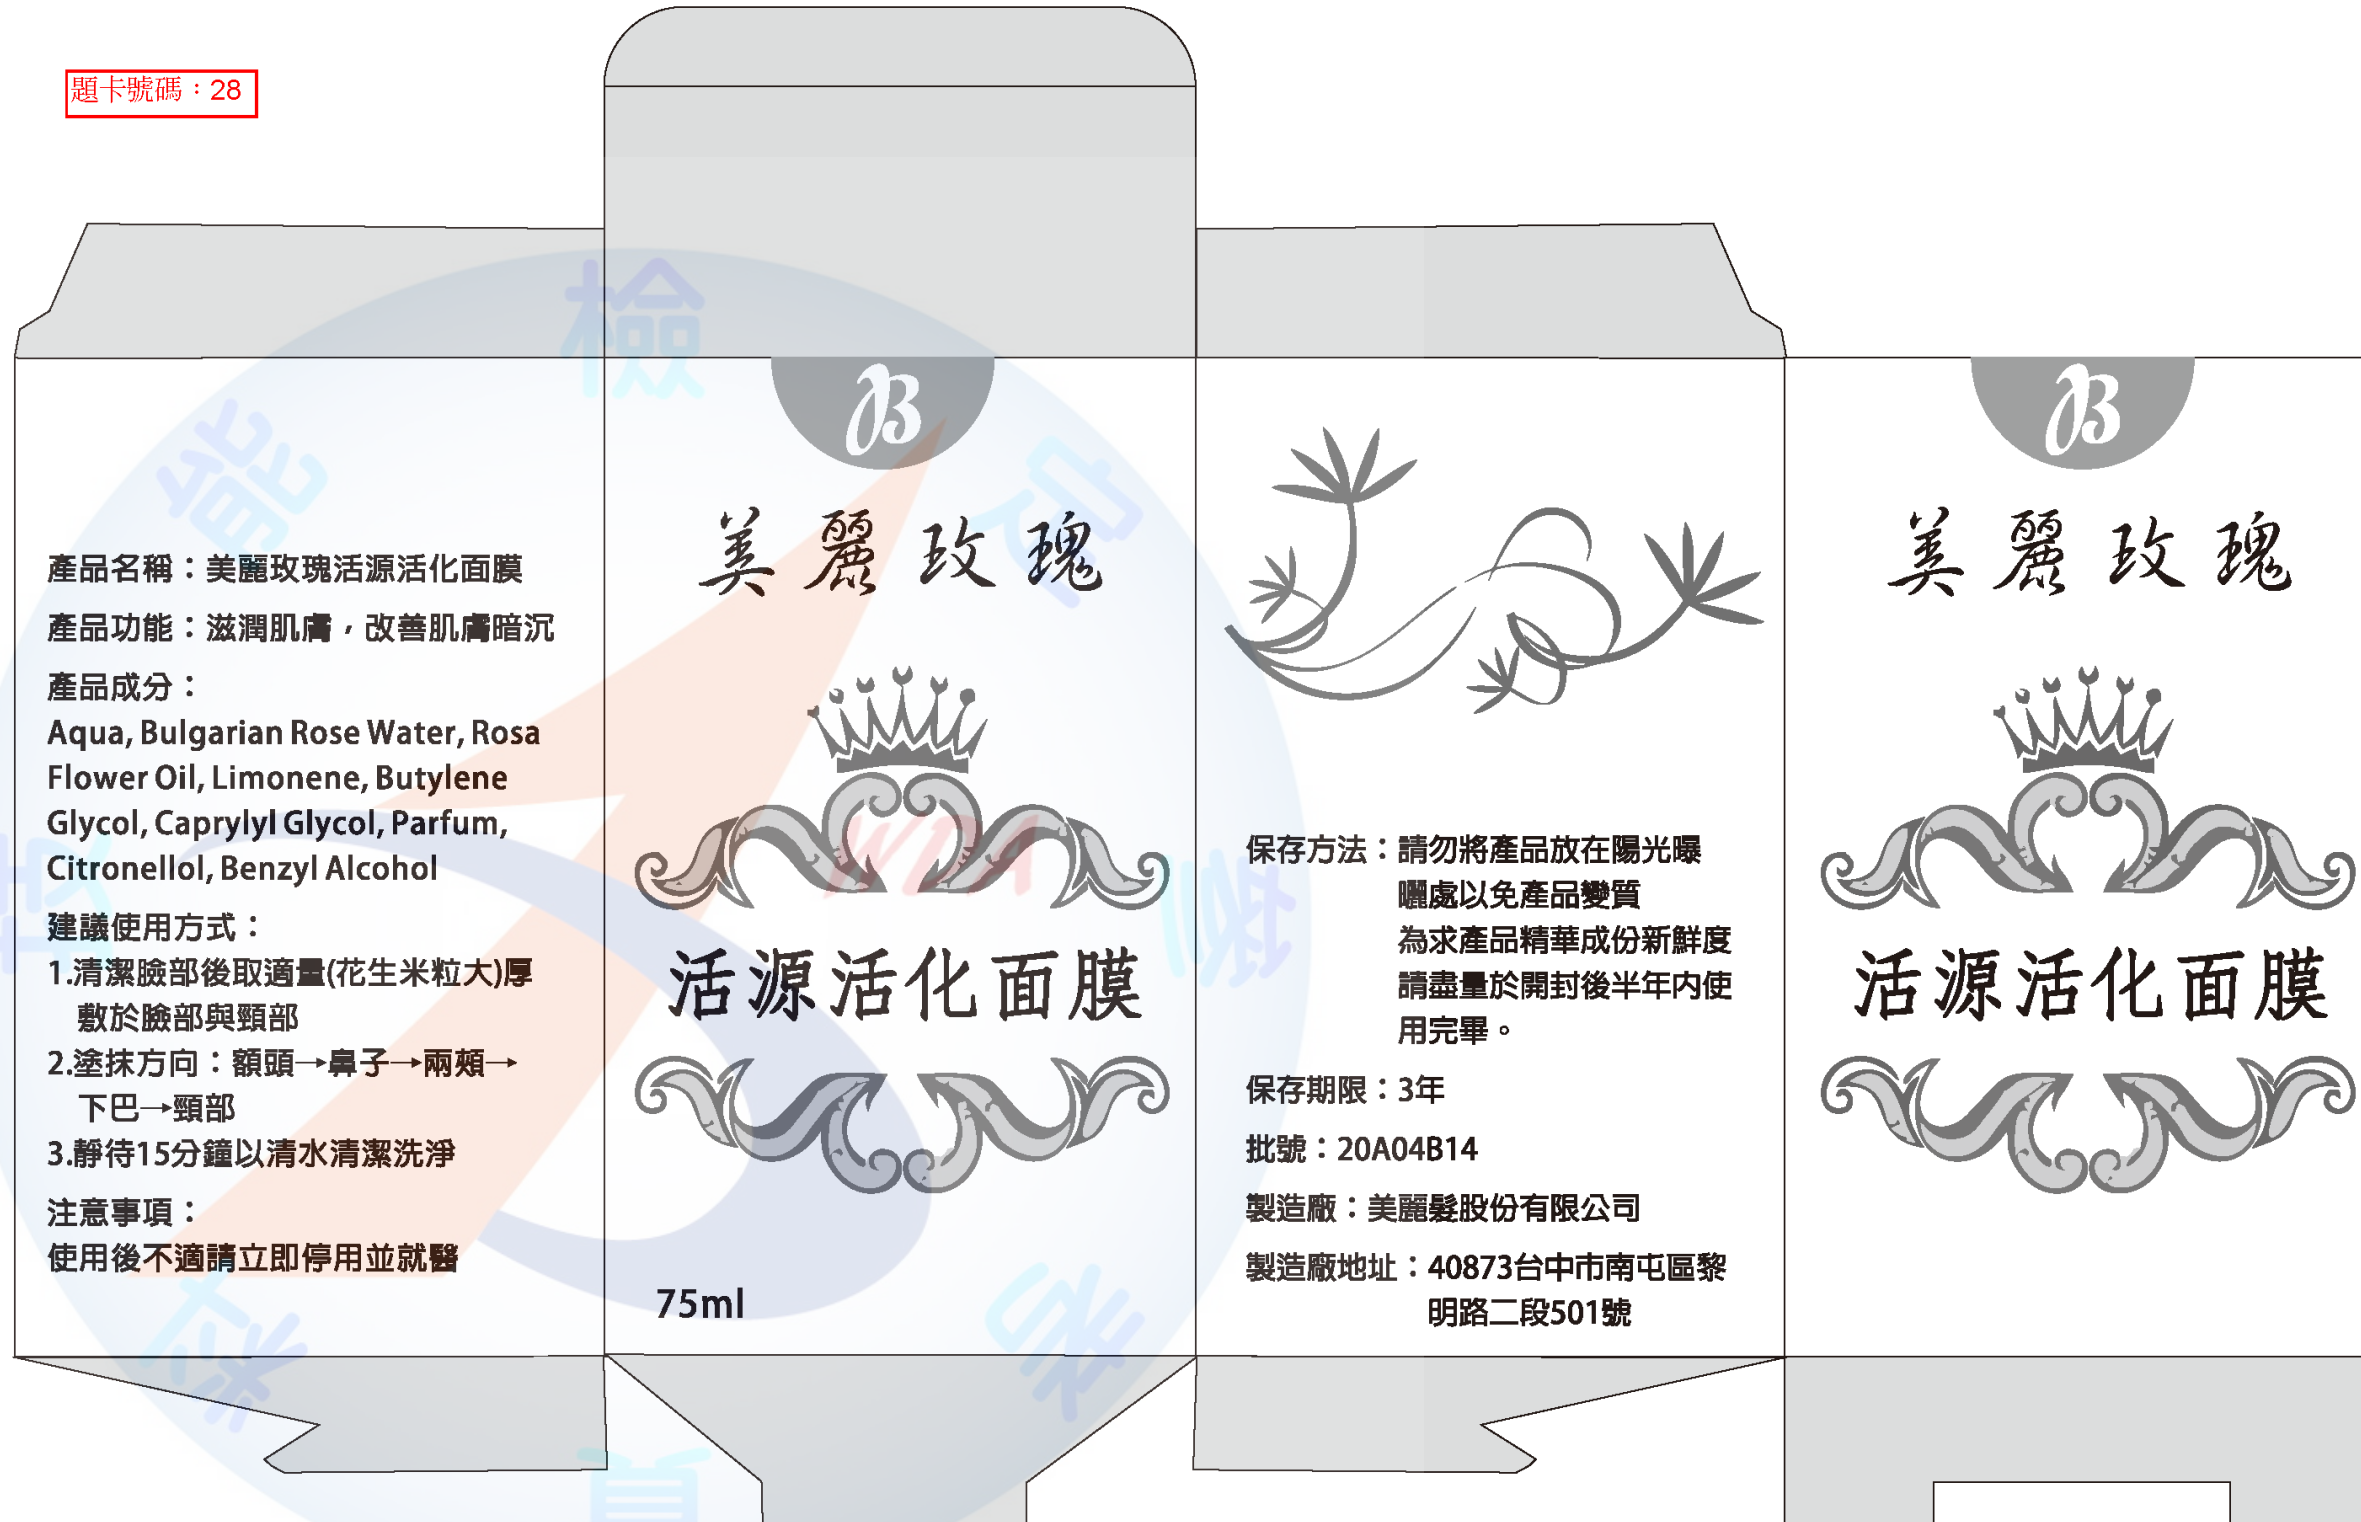 題卡號碼：28
產品名稱：美麗玫瑰活源活化面膜
產品功能：滋潤肌膚，改善肌膚暗沉
產品成分：
Aqua, Bulgarian Rose Water, Rosa
Flower Oil, Limonene, Butylene
Glycol, Caprylyl Glycol, Parfum,
Citronellol, Benzyl Alcohol
建議使用方式：
1.清潔臉部後取適量(花生米粒大)厚
敷於臉部與頸部
2.塗抹方向：額頭→鼻子→兩頰→
下巴→頸部
3.靜待15分鐘以清水清潔洗淨
注意事項：
使用後不適請立即停用並就醫
B
美麗玫瑰
活源活化面膜
75ml
保存方法：請勿將產品放在陽光曝
曬處以免產品變質
為求產品精華成份新鮮度
請盡量於開封後半年内使
用完畢。
保存期限：3年
批號：20A04B14
製造廠：美麗髮股份有限公司
製造廠地址：40873台中市南屯區黎
明路二段501號
B
美麗玫瑰
活源活化面膜
WDA
技能檢定